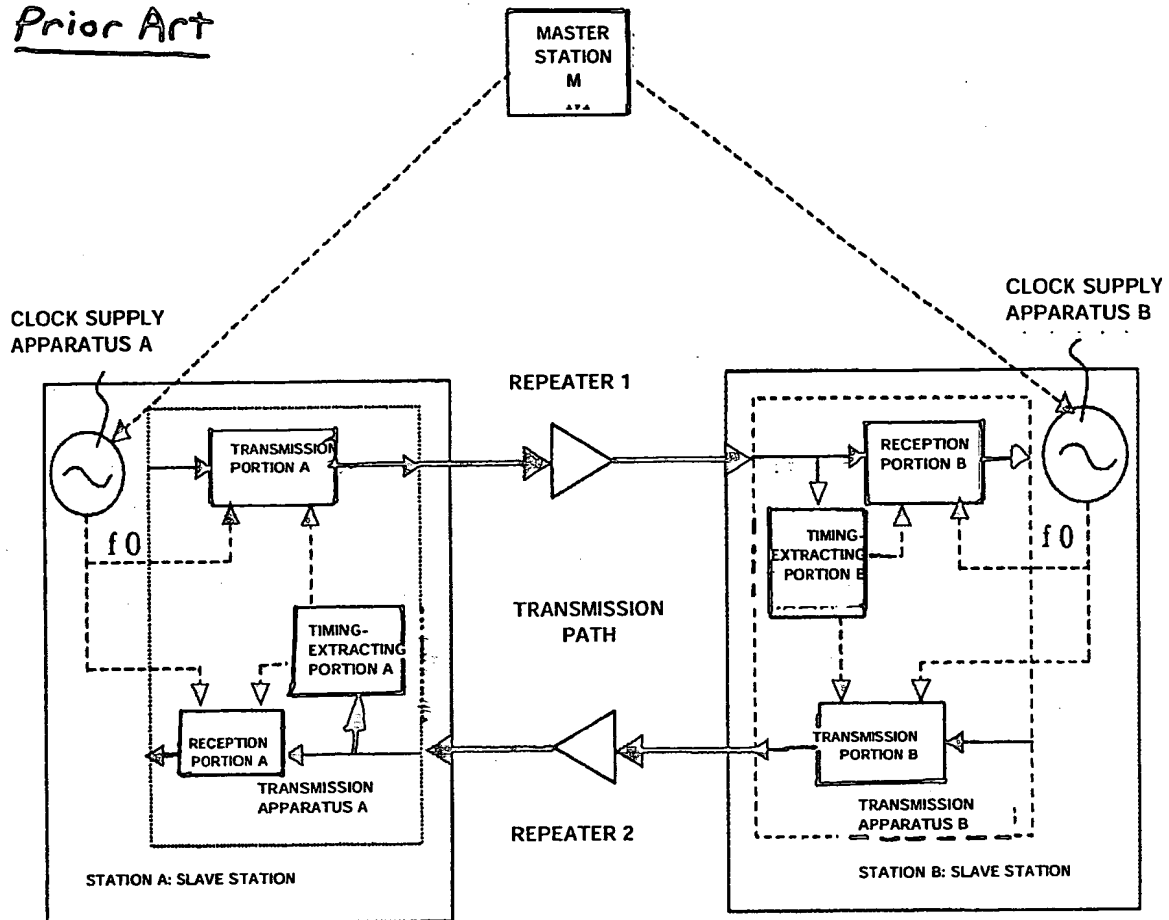 Prior Art
MASTER
STATION
M
CLOCK SUPPLY
APPARATUS A
CLOCK SUPPLY
APPARATUS B
REPEATER 1
TRANSMISSION
PORTION A
RECEPTION
PORTION B
f0
f0
TIMING-
EXTRACTING
PORTION B
TRANSMISSION
PATH
TIMING-
EXTRACTING
PORTION A
RECEPTION
PORTION A
TRANSMISSION
PORTION B
TRANSMISSION
APPARATUS A
TRANSMISSION
APPARATUS B
REPEATER 2
STATION A: SLAVE STATION
STATION B: SLAVE STATION